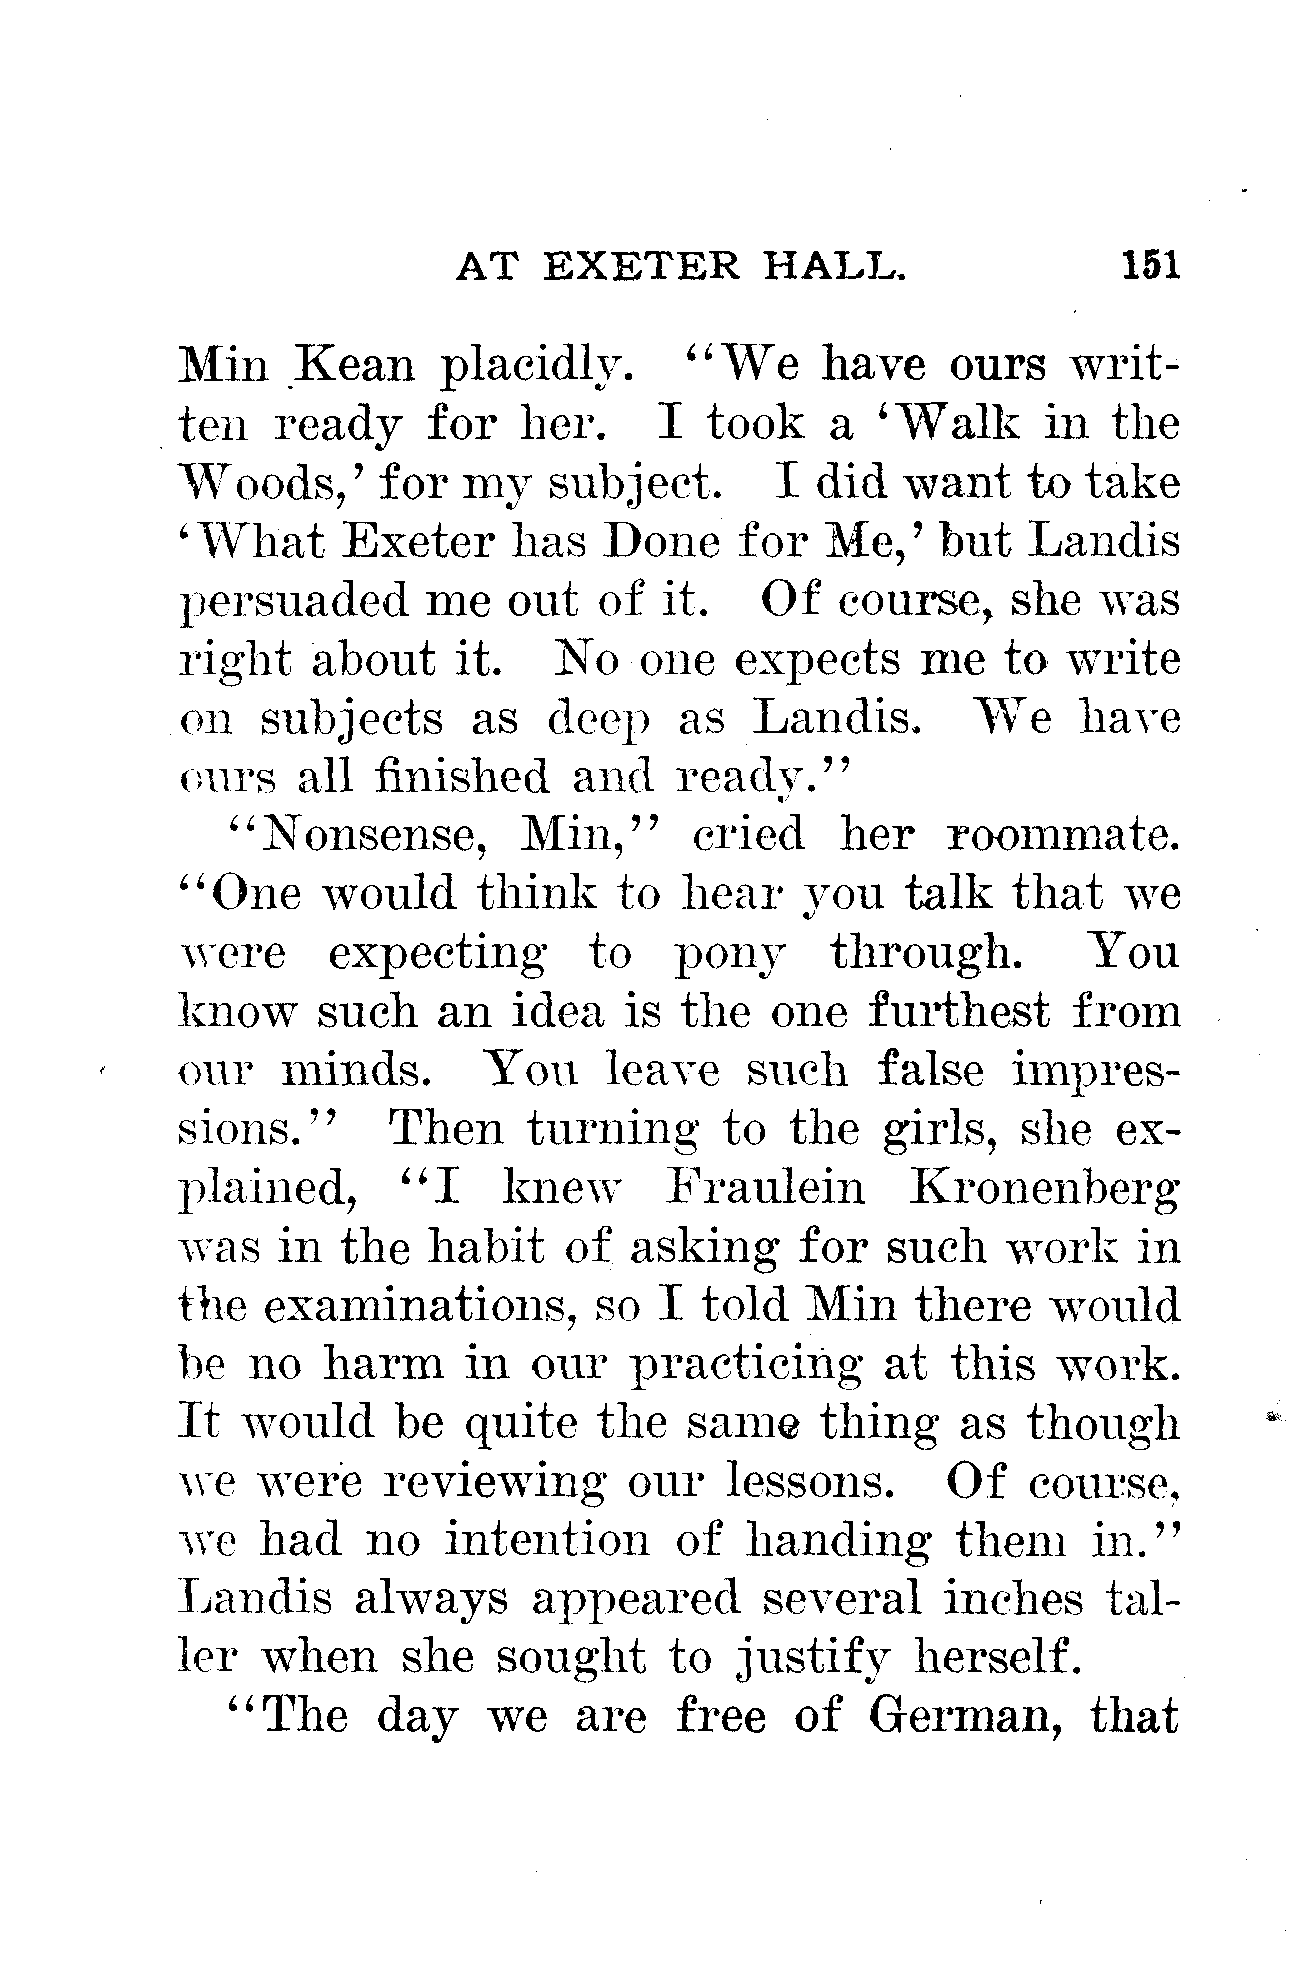 AT EXETER HALL. 151
Min Kean placidly. "We have ours writ-
ten ready for her. I took a 'Walk in the
Woods,' for my subject. I did want to take
'What Exeter has Done for Me,' but Landis
persuaded me out of it. Of course, she was
right about it. No one expects me to write
on subjects as deep as Landis. We have
ours all finished and ready."
"Nonsense, Min," cried her roommate.
"One would think to hear you talk that we
were expecting to pony through. You
know such an idea is the one furthest from
our minds. You leave such false impres-
sions." Then turning to the girls, she ex-
plained, "I knew Fraulein Kronenberg
was in the habit of asking for such work in
the examinations, so I told Min there would
be no harm in our practicing at this work.
It would be quite the same thing as though
we were reviewing our lessons. Of course,
we had no intention of handing them in."
Landis always appeared several inches tal-
ler when she sought to justify herself.
"The day we are free of German, that